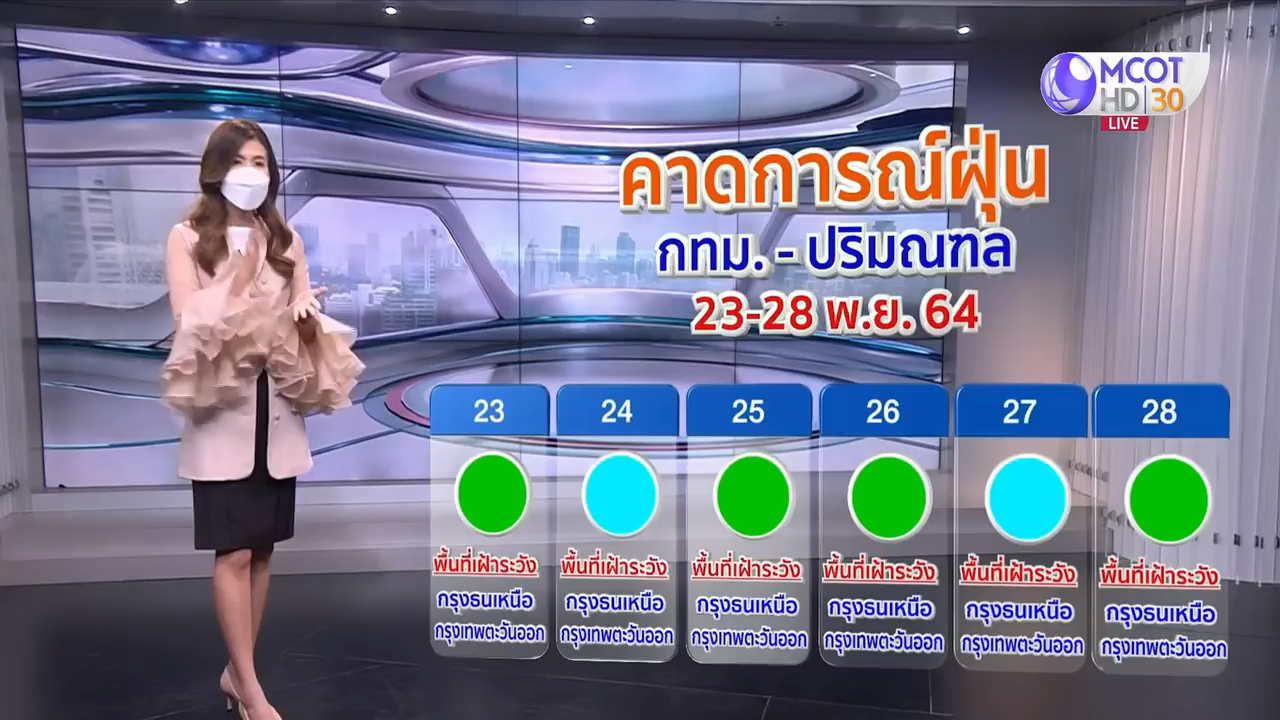 MCOT
HD 30
LIVE
คาดการณ์ฝุ่น
กทม. - ปริมณฑล
23-28 พ.ย. 64
23 24 25 26 27 28
พื้นที่เฝ้าระวัง พื้นที่เฝ้าระวัง พื้นที่เฝ้าระวัง พื้นที่เฝ้าระวัง พื้นที่เฝ้าระวัง พื้นที่เฝ้าระวัง
กรุงธนเหนือ กรุงธนเหนือ กรุงธนเหนือ กรุงธนเหนือ กรุงธนเหนือ กรุงธนเหนือ
กรุงเทพตะวันออก กรุงเทพตะวันออก กรุงเทพตะวันออก กรุงเทพตะวันออก กรุงเทพตะวันออก กรุงเทพตะวันออก